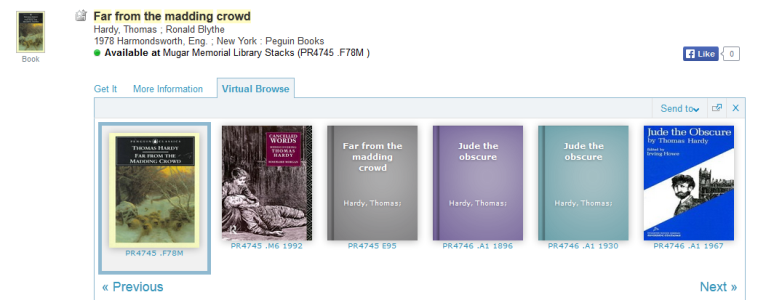 Far from the madding crowd
Hardy, Thomas ; Ronald Blythe
1978 Harmondsworth, Eng. ; New York : Peguin Books
Available at Mugar Memorial Library Stacks (PR4745 .F78M )
Book
Like 0
Get It More Information Virtual Browse
Send to
X
PENGUIN CLASSICS
THOMAS HARDY
FAR FROM THE
MADDING CROWD
PR4745 .F78M
CANCELLED
WORDS
THOMAS
HARDY
ROSEMARIE MORGAN
PR4745 .M6 1992
Far from the
madding
crowd
Hardy, Thomas;
PR4745 E95
Jude the
obscure
Hardy, Thomas;
PR4746 .A1 1896
Jude the
obscure
Hardy, Thomas;
PR4746 .A1 1930
Jude the Obscure
by Thomas Hardy
Edited by
Irving Howe
PR4746 .A1 1967
« Previous
Next »